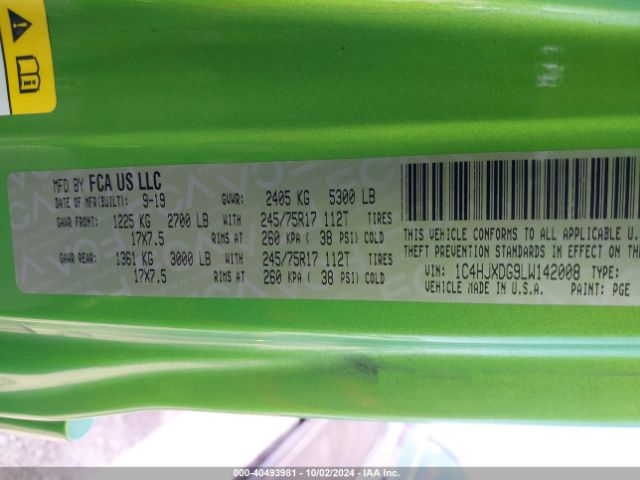 MFD BY FCA US LLC
DATE OF MFR(BUILT): 9-19 GVWR: 2405 KG 5300 LB
GAWR FRONT: 1225 KG 2700 LB WITH 245/75R17 112T TIRES
17X7.5 RIMS AT 260 KPA ( 38 PSI) COLD
GAWR REAR: 1361 KG 3000 LB WITH 245/75R17 112T TIRES
17X7.5 RIMS AT 260 KPA ( 38 PSI) COLD
VEHICLE CONFORMS TO ALL APPLICABLE U.S.
THEFT PREVENTION STANDARDS IN EFFECT ON
VIN: 1C4HJXDG9LW142008 TYPE:
VEHICLE MADE IN U.S.A. PAINT: PGE
00-40493981 - 10/02/2024 - IAA Inc.